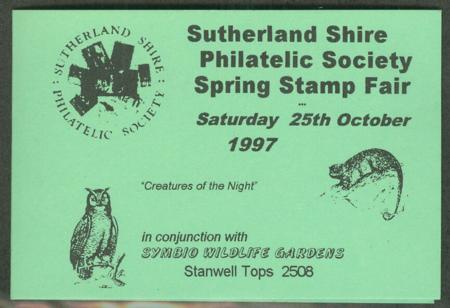 SUTHERLAND SHIRE
PHILATELIC SOCIETY
Sutherland Shire
Philatelic Society
Spring Stamp Fair
...
Saturday 25th October
1997
"Creatures of the Night"
in conjunction with
SYMBIO WILDLIFE GARDENS
Stanwell Tops 2508